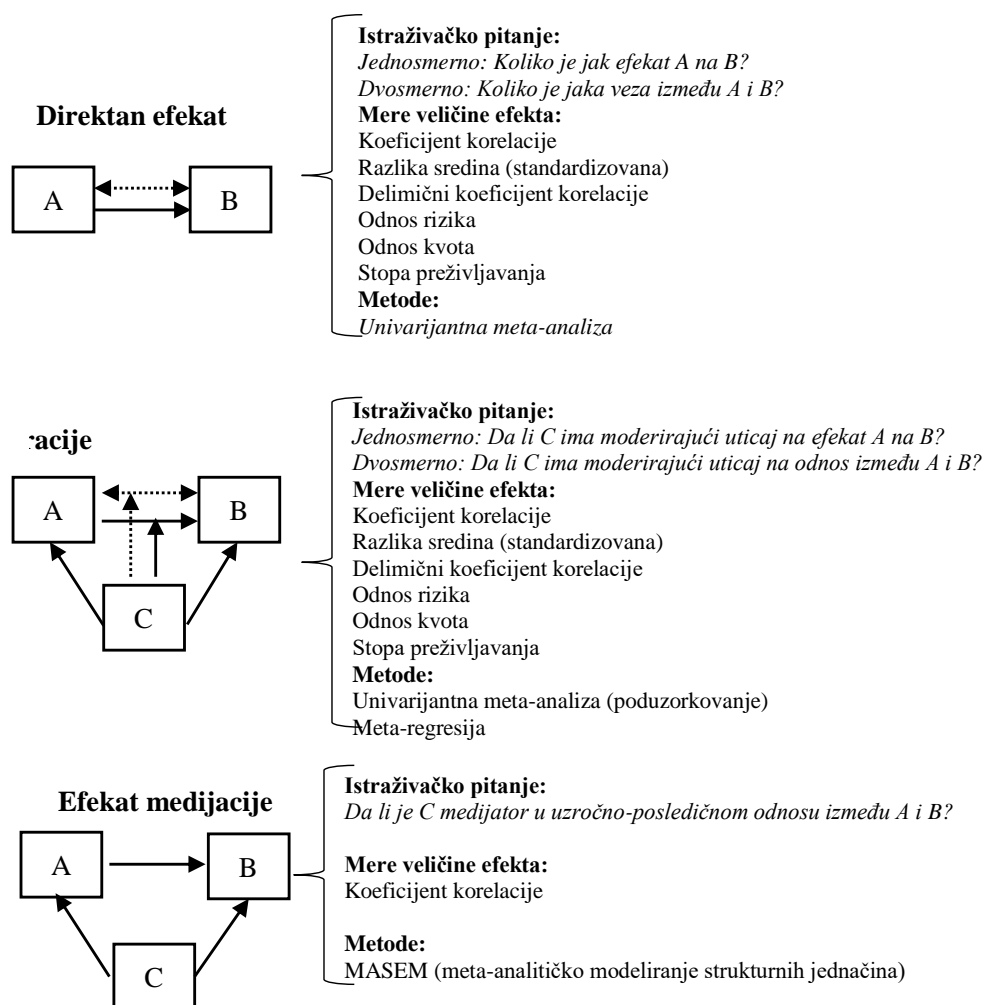 Direktan efekat
A
B
Istraživačko pitanje:
Jednosmerno: Koliko je jak efekat A na B?
Dvosmerno: Koliko je jaka veza između A i B?
Mere veličine efekta:
Koeficijent korelacije
Razlika sredina (standardizovana)
Delimični koeficijent korelacije
Odnos rizika
Odnos kvota
Stopa preživljavanja
Metode:
Univarijantna meta-analiza
racije
A
B
C
Istraživačko pitanje:
Jednosmerno: Da li C ima moderirajući uticaj na efekat A na B?
Dvosmerno: Da li C ima moderirajući uticaj na odnos između A i B?
Mere veličine efekta:
Koeficijent korelacije
Razlika sredina (standardizovana)
Delimični koeficijent korelacije
Odnos rizika
Odnos kvota
Stopa preživljavanja
Metode:
Univarijantna meta-analiza (poduzorkovanje)
Meta-regresija
Efekat medijacije
A
B
C
Istraživačko pitanje:
Da li je C medijator u uzročno-posledičnom odnosu između A i B?
Mere veličine efekta:
Koeficijent korelacije
Metode:
MASEM (meta-analitičko modeliranje strukturnih jednačina)